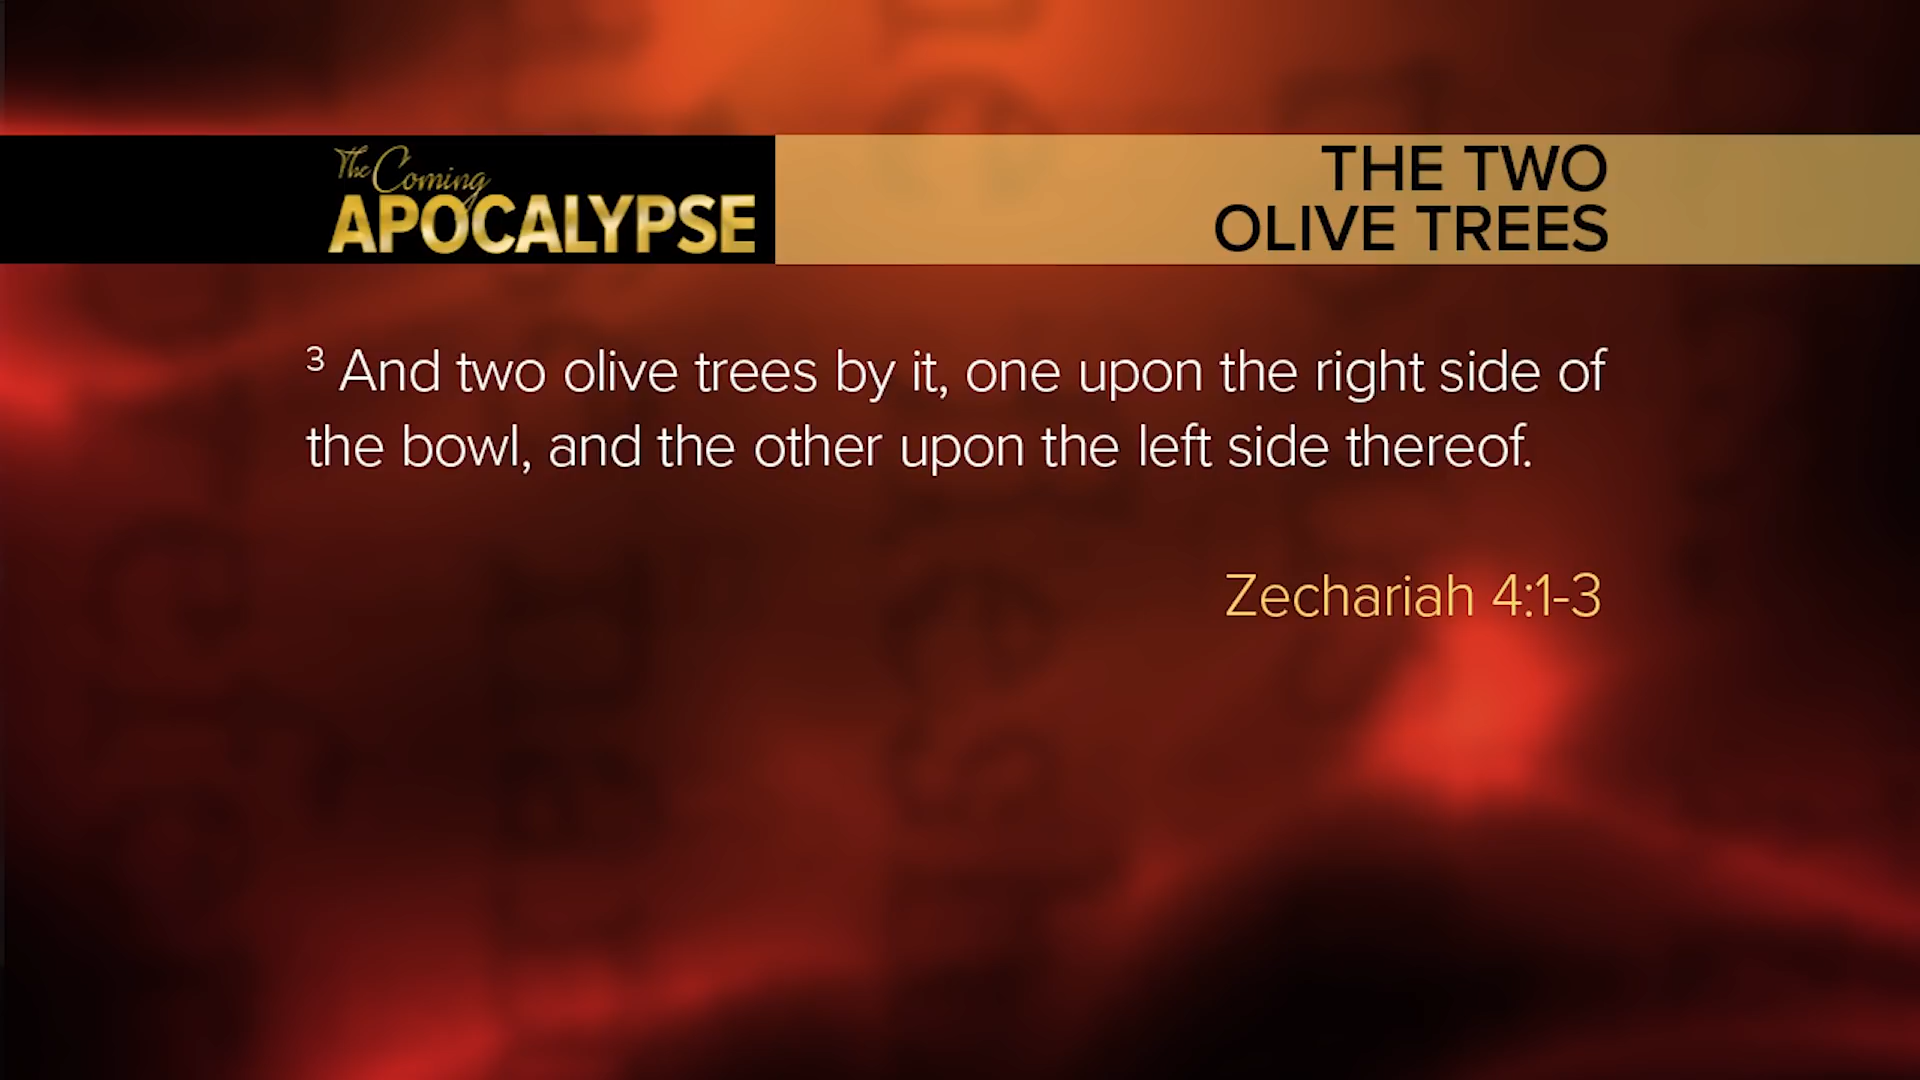 The Coming
APOCALYPSE
THE TWO
OLIVE TREES
3 And two olive trees by it, one upon the right side of
the bowl, and the other upon the left side thereof.
Zechariah 4:1-3